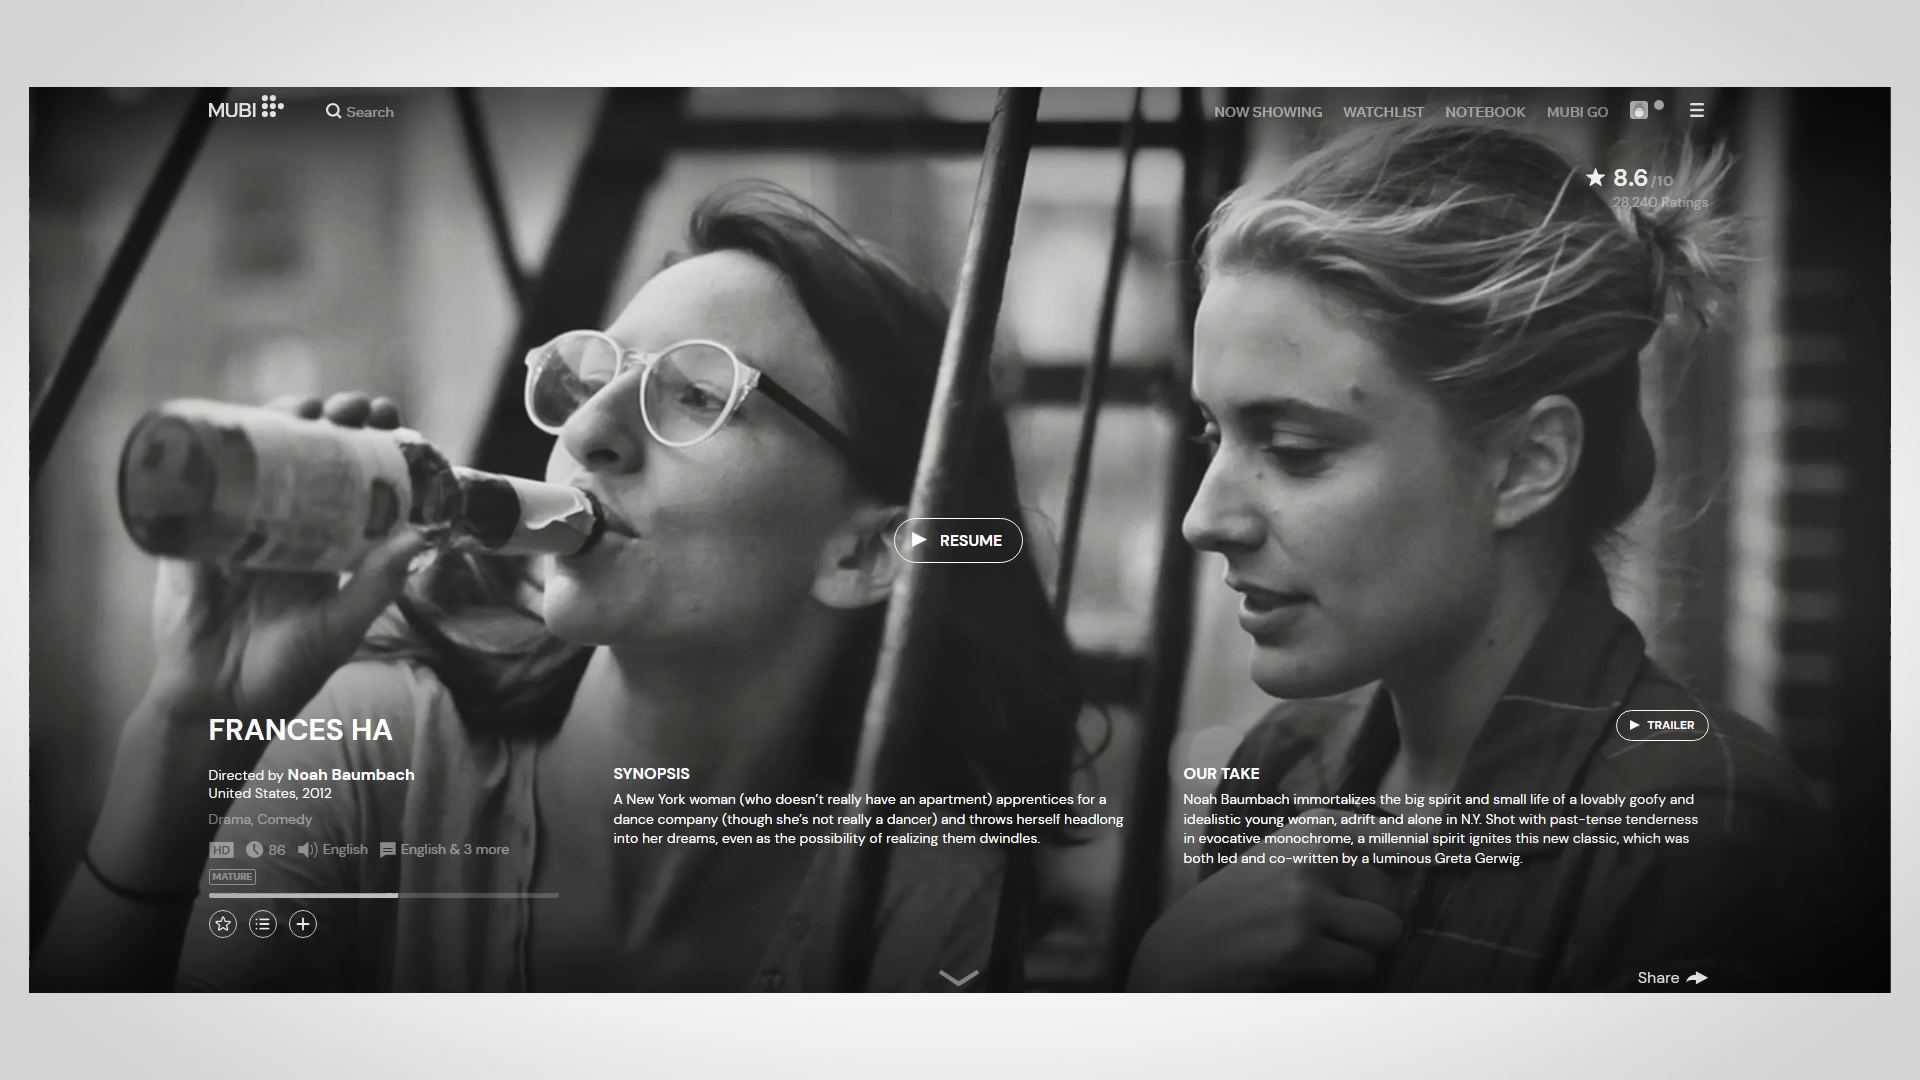 MUBI
Search
NOW SHOWING
WATCHLIST
NOTEBOOK
MUBI GO
8.6/10
28,240 Ratings
RESUME
FRANCES HA
TRAILER
Directed by Noah Baumbach
United States, 2012
Drama, Comedy
HD 86 English English & 3 more
MATURE
SYNOPSIS
A New York woman (who doesn’t really have an apartment) apprentices for a
dance company (though she’s not really a dancer) and throws herself headlong
into her dreams, even as the possibility of realizing them dwindles.
OUR TAKE
Noah Baumbach immortalizes the big spirit and small life of a lovably goofy and
idealistic young woman, adrift and alone in N.Y. Shot with past-tense tenderness
in evocative monochrome, a millennial spirit ignites this new classic, which was
both led and co-written by a luminous Greta Gerwig.
Share